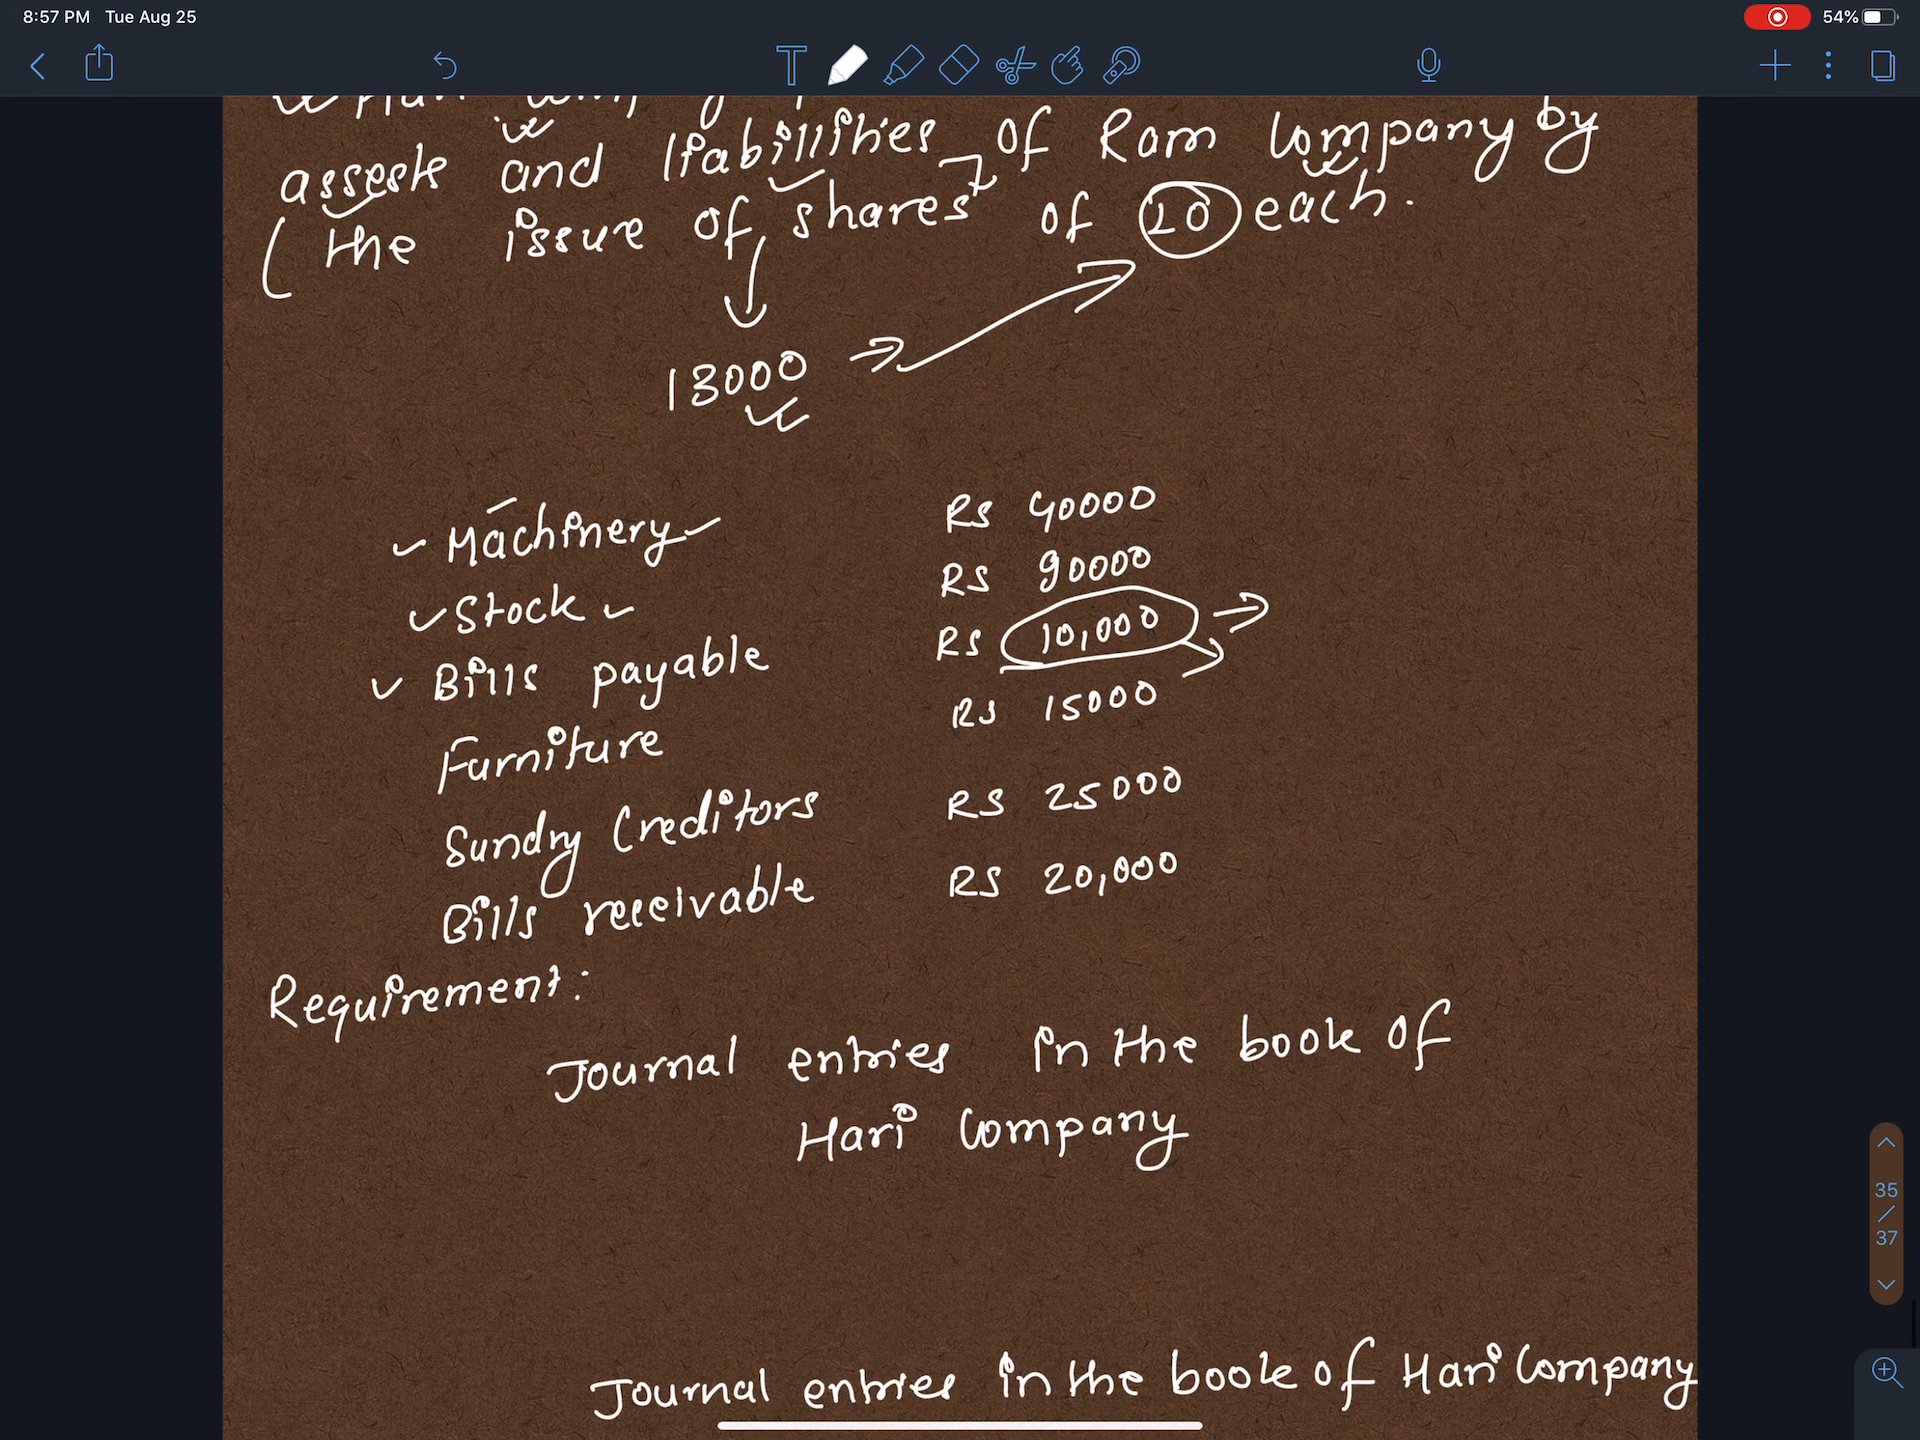 8:57 PM Tue Aug 25
54%
assests and liabilities of Ram Company by
the issue of shares of 10 each.
13000
Machinery RS 40000
Stock RS 90000
Bills payable RS 10,000
Furniture RS 15000
Sundry Creditors RS 25000
Bills receivable RS 20,000
Requirement:
Journal entries in the book of
Hari Company
35
/
37
Journal entries in the book of Hari Company